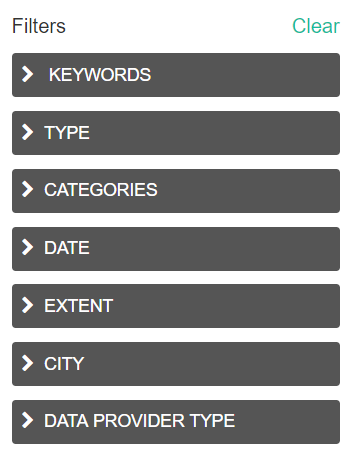 Filters Clear
KEYWORDS
TYPE
CATEGORIES
DATE
EXTENT
CITY
DATA PROVIDER TYPE